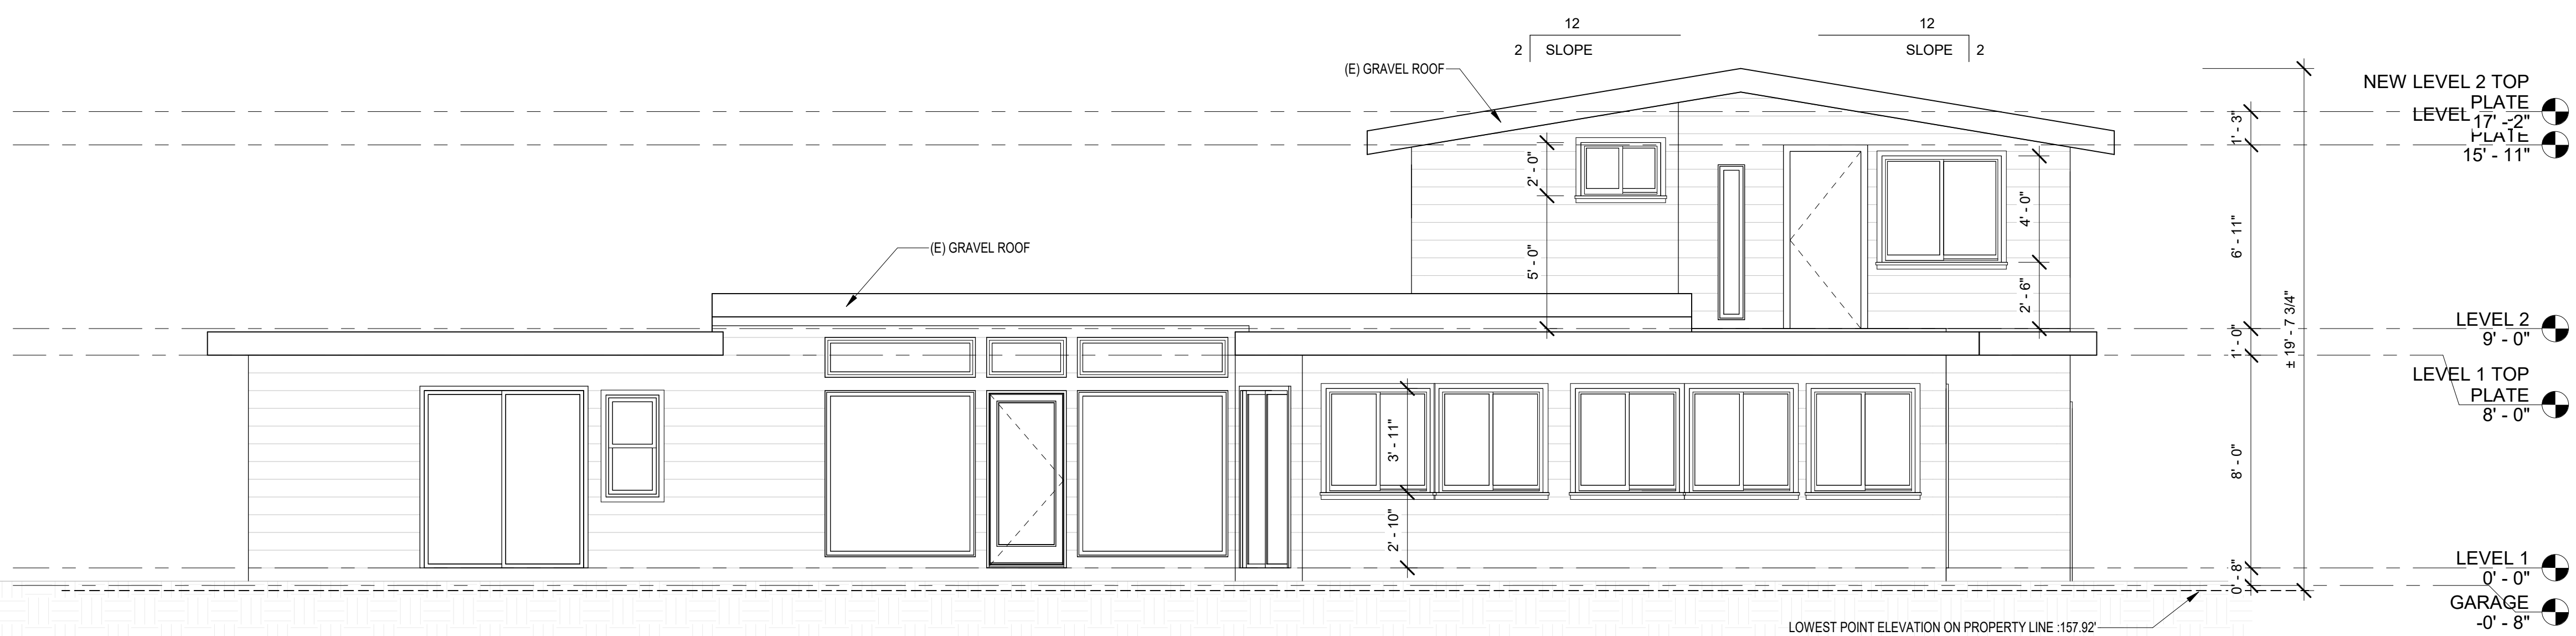 12
2 SLOPE
12
SLOPE 2
(E) GRAVEL ROOF
(E) GRAVEL ROOF
2' - 0"
5' - 0"
4' - 0"
2' - 6"
3' - 11"
2' - 10"
1' - 3"
6' - 11"
1' - 0"
8' - 0"
0' - 8"
± 19' - 7 3/4"
NEW LEVEL 2 TOP
PLATE
17' - 2"
LEVEL
PLATE
15' - 11"
LEVEL 2
9' - 0"
LEVEL 1 TOP
PLATE
8' - 0"
LEVEL 1
0' - 0"
GARAGE
-0' - 8"
LOWEST POINT ELEVATION ON PROPERTY LINE :157.92'